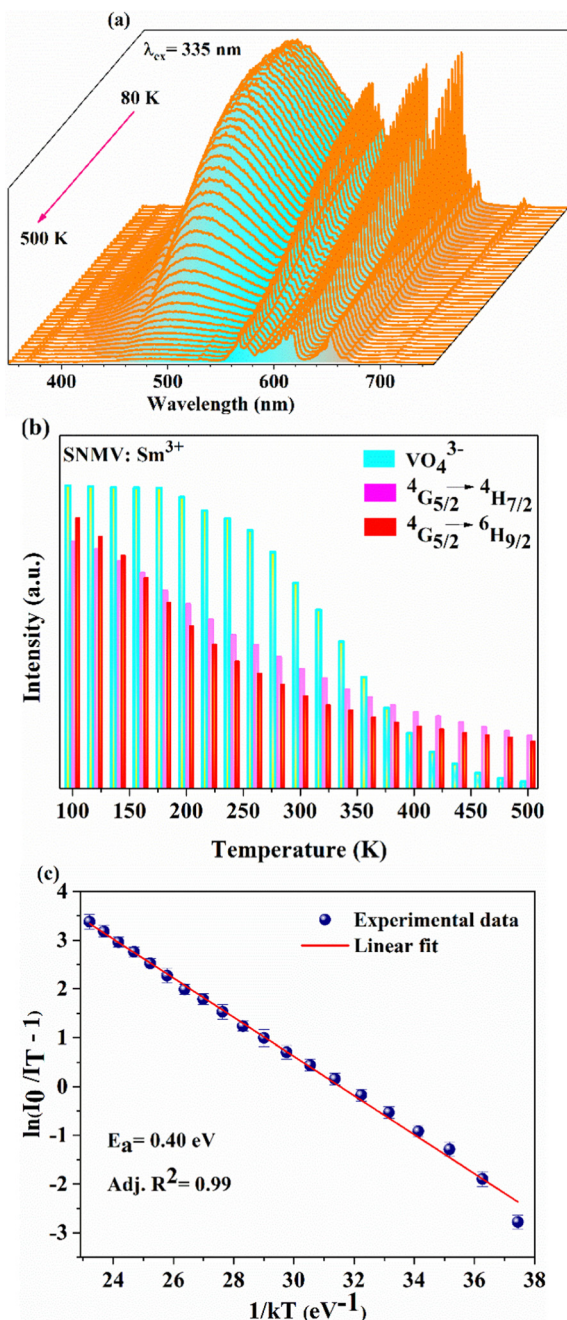 (a)
λex= 335 nm
80 K
500 K
400 500 600 700
Wavelength (nm)
(b)
SNMV: Sm3+
VO43-
4G5/2 → 4H7/2
4G5/2 → 6H9/2
Intensity (a.u.)
100 150 200 250 300 350 400 450 500
Temperature (K)
(c)
4
3
2
1
0
-1
-2
-3
Experimental data
Linear fit
ln(I0 /IT - 1)
Ea= 0.40 eV
Adj. R2= 0.99
24 26 28 30 32 34 36 38
1/kT (eV-1)